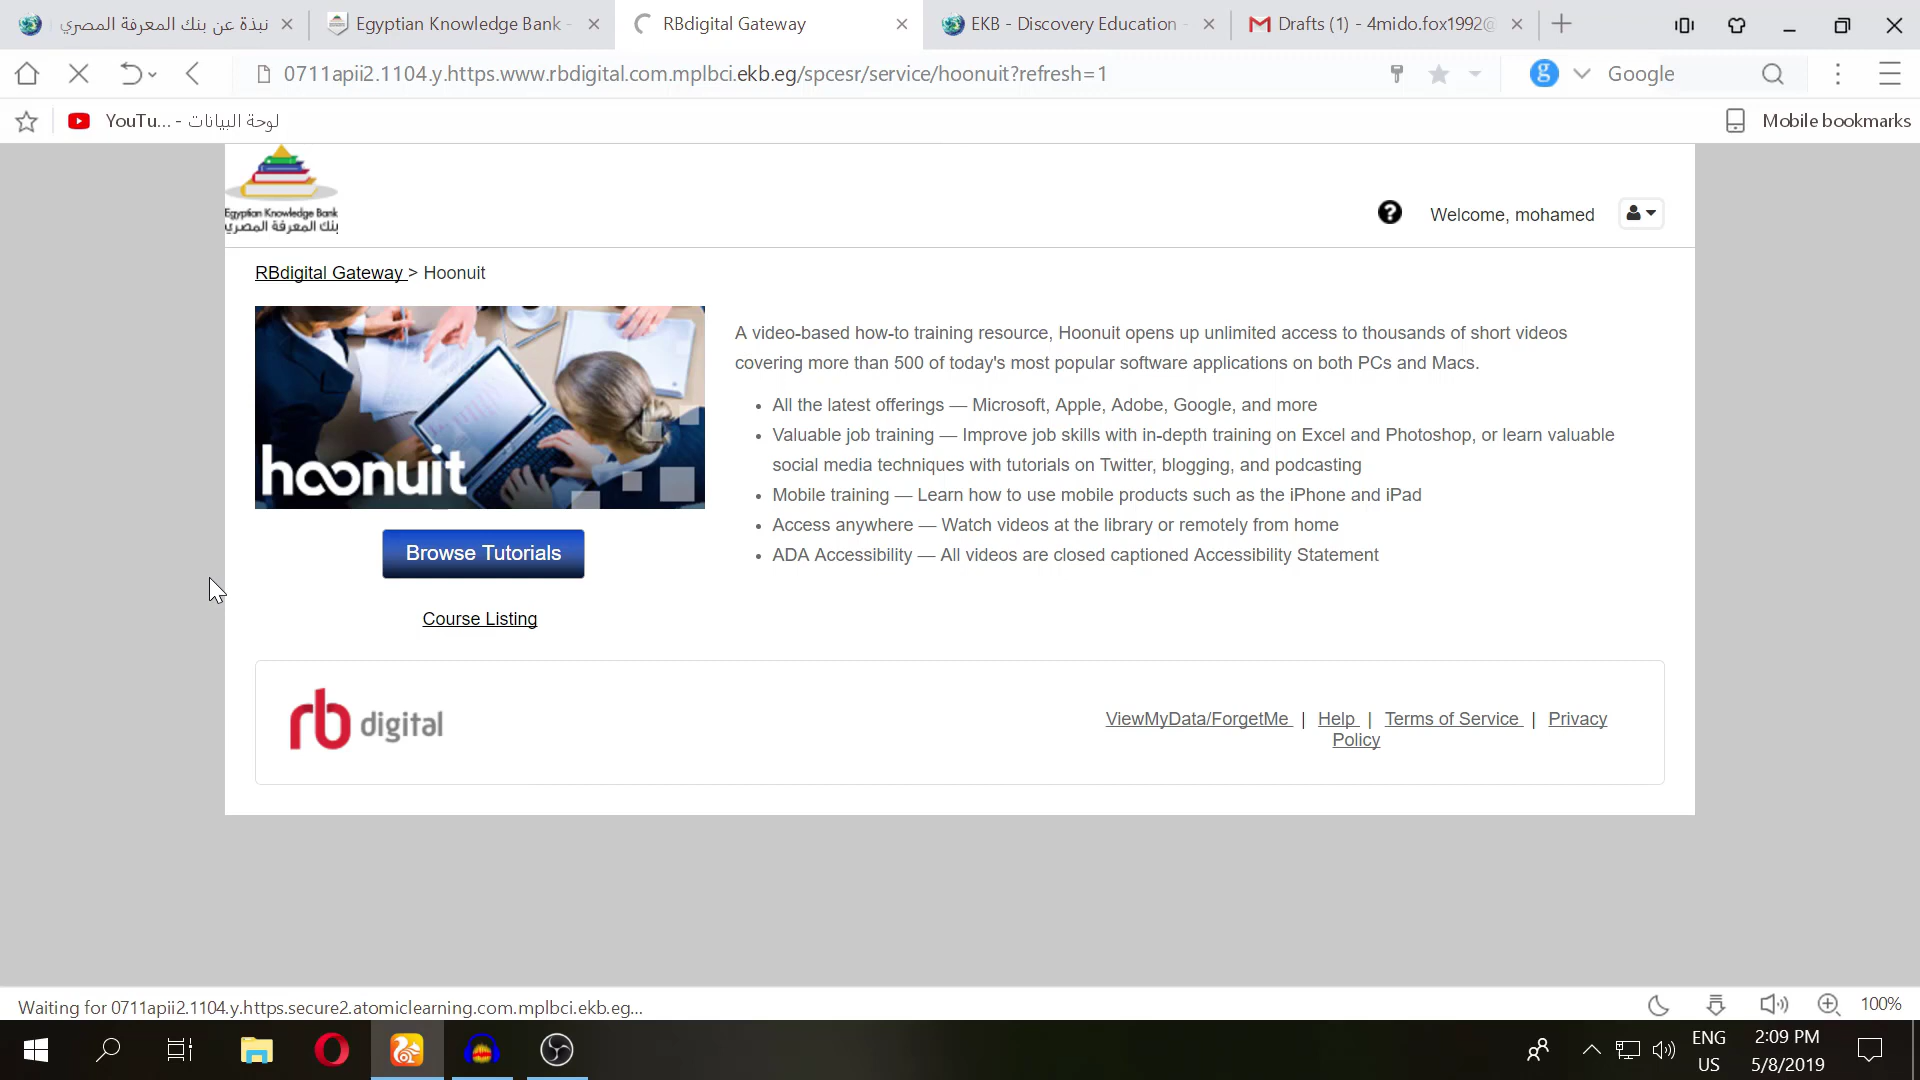 نبذة عن بنك المعرفة المصري
Egyptian Knowledge Bank -
RBdigital Gateway
EKB - Discovery Education -
Drafts (1) - 4mido.fox1992@
0711apii2.1104.y.https.www.rbdigital.com.mplbci.ekb.eg/spcesr/service/hoonuit?refresh=1
Google
YouTu... - لوحة البيانات
Mobile bookmarks
Egyptian Knowledge Bank
بنك المعرفة المصري
Welcome, mohamed
RBdigital Gateway > Hoonuit
hoonuit
A video-based how-to training resource, Hoonuit opens up unlimited access to thousands of short videos
covering more than 500 of today's most popular software applications on both PCs and Macs.
• All the latest offerings — Microsoft, Apple, Adobe, Google, and more
• Valuable job training — Improve job skills with in-depth training on Excel and Photoshop, or learn valuable
social media techniques with tutorials on Twitter, blogging, and podcasting
• Mobile training — Learn how to use mobile products such as the iPhone and iPad
• Access anywhere — Watch videos at the library or remotely from home
• ADA Accessibility — All videos are closed captioned Accessibility Statement
Browse Tutorials
Course Listing
rb digital
ViewMyData/ForgetMe | Help | Terms of Service | Privacy
Policy
Waiting for 0711apii2.1104.y.https.secure2.atomiclearning.com.mplbci.ekb.eg...
100%
ENG
US
2:09 PM
5/8/2019